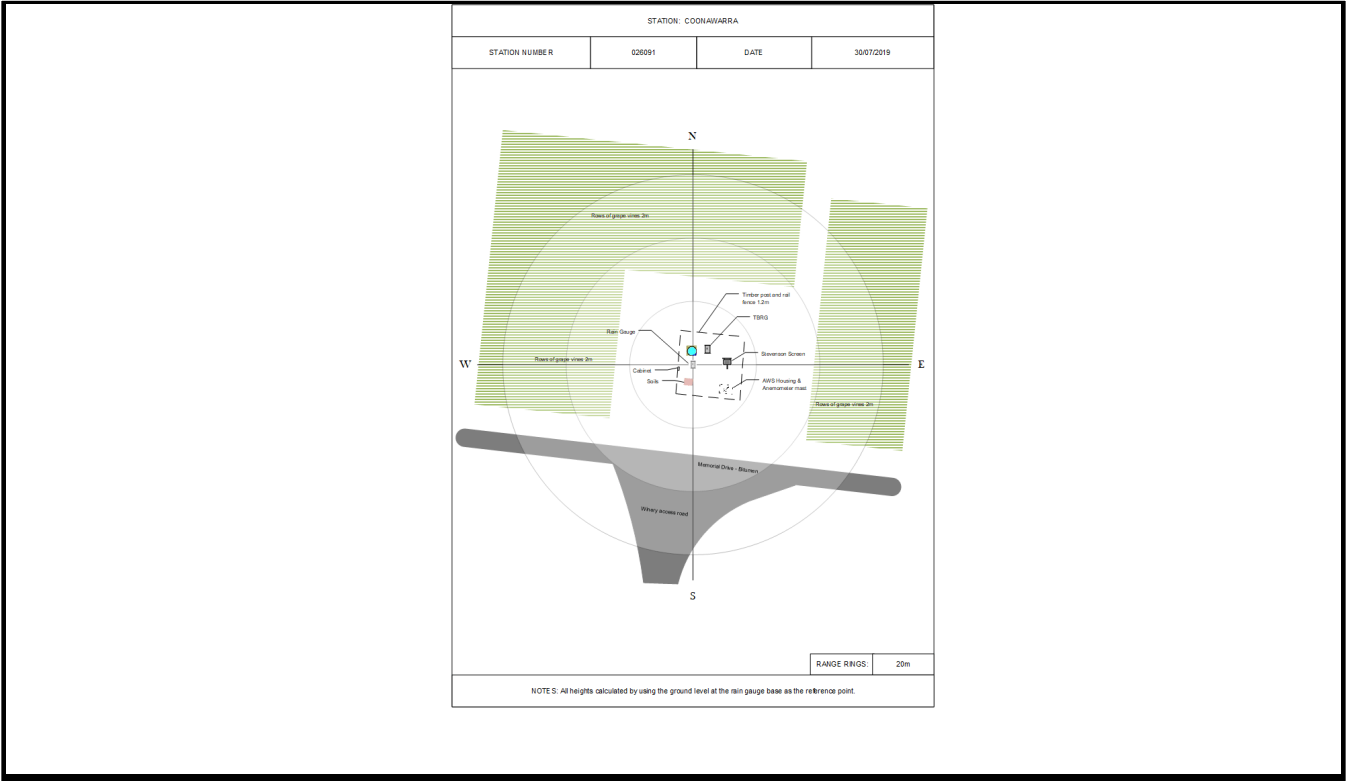 STATION: COONAWARRA
STATION NUMBER
026091
DATE
30/07/2019
N
Rows of grape vines 2m
Timber post and rail
fence 1.2m
TBRG
Rain Gauge
Stevenson Screen
W
Rows of grape vines 2m
E
Cabinet
Soils
AWS Housing &
Anemometer mast
Rows of grape vines 2m
Memorial Drive - Bitumen
Winery access road
S
RANGE RINGS:
20m
NOTES: All heights calculated by using the ground level at the rain gauge base as the reference point.